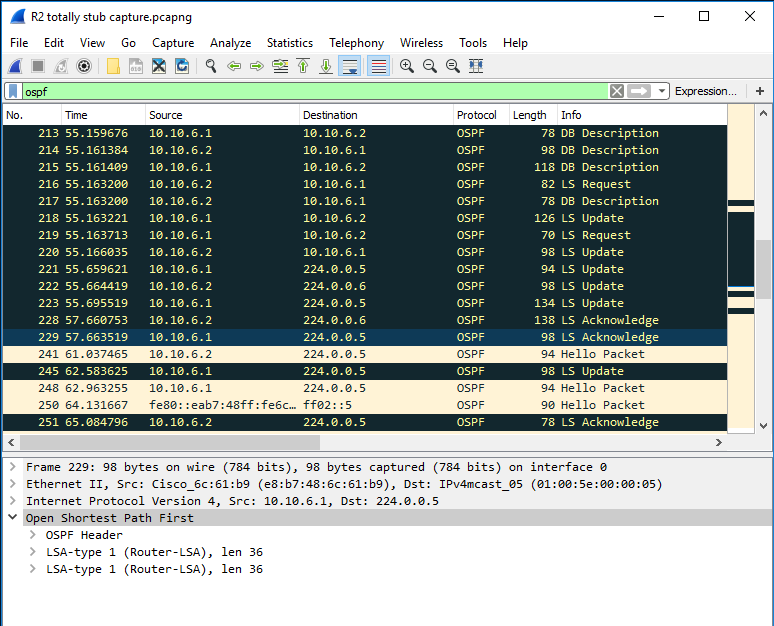 R2 totally stub capture.pcapng
File Edit View Go Capture Analyze Statistics Telephony Wireless Tools Help
ospf Expression... +
No. Time Source Destination Protocol Length Info
213 55.159676 10.10.6.1 10.10.6.2 OSPF 78 DB Description
214 55.161384 10.10.6.2 10.10.6.1 OSPF 98 DB Description
215 55.161409 10.10.6.1 10.10.6.2 OSPF 118 DB Description
216 55.163200 10.10.6.2 10.10.6.1 OSPF 82 LS Request
217 55.163200 10.10.6.2 10.10.6.1 OSPF 78 DB Description
218 55.163221 10.10.6.1 10.10.6.2 OSPF 126 LS Update
219 55.163713 10.10.6.1 10.10.6.2 OSPF 70 LS Request
220 55.166035 10.10.6.2 10.10.6.1 OSPF 98 LS Update
221 55.659621 10.10.6.1 224.0.0.5 OSPF 94 LS Update
222 55.664419 10.10.6.2 224.0.0.6 OSPF 98 LS Update
223 55.695519 10.10.6.1 224.0.0.5 OSPF 134 LS Update
228 57.660753 10.10.6.2 224.0.0.6 OSPF 138 LS Acknowledge
229 57.663519 10.10.6.1 224.0.0.5 OSPF 98 LS Acknowledge
241 61.037465 10.10.6.2 224.0.0.5 OSPF 94 Hello Packet
245 62.583625 10.10.6.1 224.0.0.5 OSPF 98 LS Update
248 62.963255 10.10.6.1 224.0.0.5 OSPF 94 Hello Packet
250 64.131667 fe80::eab7:48ff:fe6c… ff02::5 OSPF 90 Hello Packet
251 65.084796 10.10.6.2 224.0.0.5 OSPF 78 LS Acknowledge
Frame 229: 98 bytes on wire (784 bits), 98 bytes captured (784 bits) on interface 0
Ethernet II, Src: Cisco_6c:61:b9 (e8:b7:48:6c:61:b9), Dst: IPv4mcast_05 (01:00:5e:00:00:05)
Internet Protocol Version 4, Src: 10.10.6.1, Dst: 224.0.0.5
Open Shortest Path First
OSPF Header
LSA-type 1 (Router-LSA), len 36
LSA-type 1 (Router-LSA), len 36